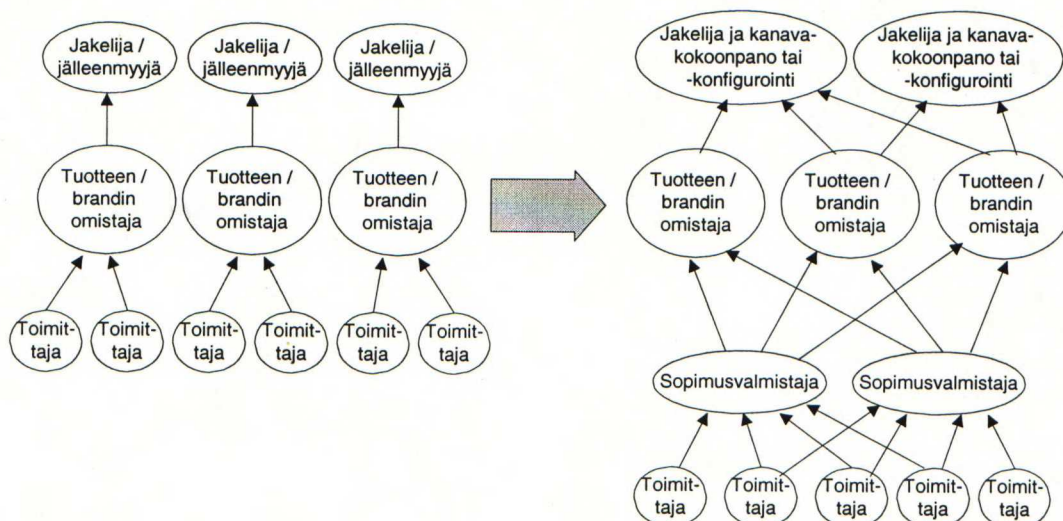 Jakelija /
jälleenmyyjä
Jakelija /
jälleenmyyjä
Jakelija /
jälleenmyyjä
Tuotteen /
brandin
omistaja
Tuotteen /
brandin
omistaja
Tuotteen /
brandin
omistaja
Toimit-
taja
Toimit-
taja
Toimit-
taja
Toimit-
taja
Toimit-
taja
Toimit-
taja
Jakelija ja kanava-
kokoonpano tai
-konfigurointi
Jakelija ja kanava-
kokoonpano tai
-konfigurointi
Tuotteen /
brandin
omistaja
Tuotteen /
brandin
omistaja
Tuotteen /
brandin
omistaja
Sopimusvalmistaja
Sopimusvalmistaja
Toimit-
taja
Toimit-
taja
Toimit-
taja
Toimit-
taja
Toimit-
taja